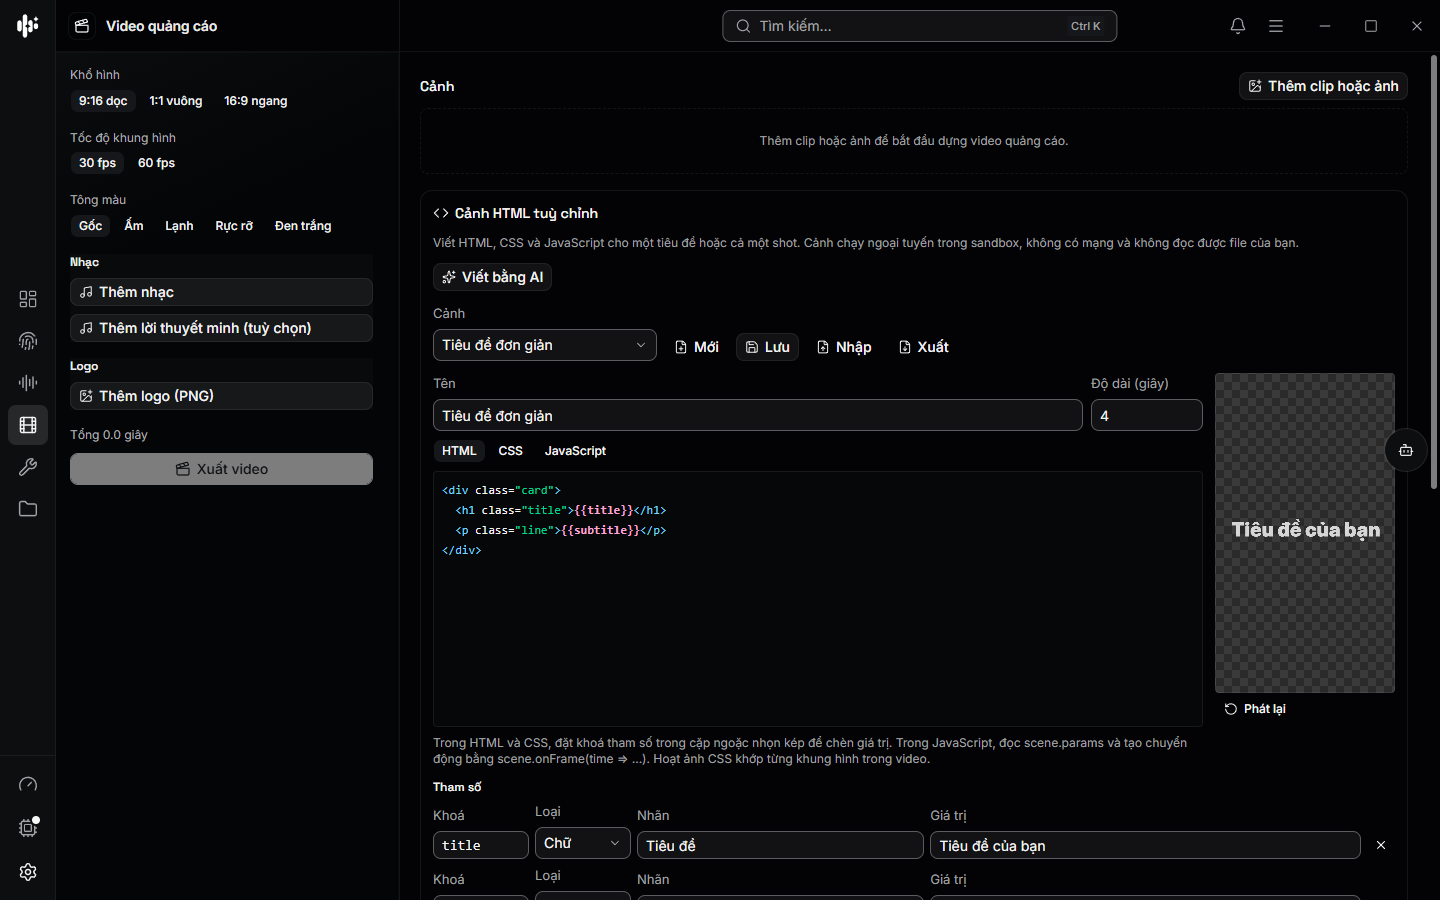 Video quảng cáo
Tìm kiếm...
Ctrl K
Khổ hình
9:16 dọc
1:1 vuông
16:9 ngang
Tốc độ khung hình
30 fps
60 fps
Tông màu
Gốc
Ấm
Lạnh
Rực rỡ
Đen trắng
Nhạc
Thêm nhạc
Thêm lời thuyết minh (tuỳ chọn)
Logo
Thêm logo (PNG)
Tổng 0.0 giây
Xuất video
Cảnh
Thêm clip hoặc ảnh
Thêm clip hoặc ảnh để bắt đầu dựng video quảng cáo.
Cảnh HTML tuỳ chỉnh
Viết HTML, CSS và JavaScript cho một tiêu đề hoặc cả một shot. Cảnh chạy ngoại tuyến trong sandbox, không có mạng và không đọc được file của bạn.
Viết bằng AI
Cảnh
Tiêu đề đơn giản
Mới
Lưu
Nhập
Xuất
Tên
Độ dài (giây)
Tiêu đề đơn giản
4
HTML
CSS
JavaScript
<div class="card">
<h1 class="title">{{title}}</h1>
<p class="line">{{subtitle}}</p>
</div>
Tiêu đề của bạn
Phát lại
Trong HTML và CSS, đặt khoá tham số trong cặp ngoặc nhọn kép để chèn giá trị. Trong JavaScript, đọc scene.params và tạo chuyển
động bằng scene.onFrame(time => ...). Hoạt ảnh CSS khớp từng khung hình trong video.
Tham số
Khoá
Loại
Nhãn
Giá trị
title
Chữ
Tiêu đề
Tiêu đề của bạn
Khoá
Loại
Nhãn
Giá trị